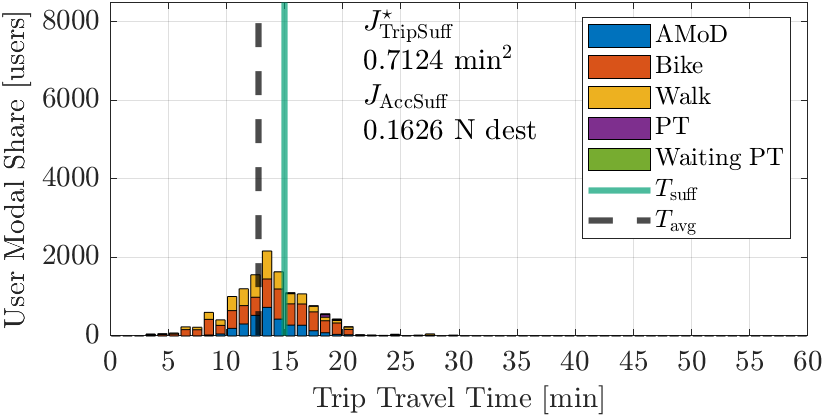 User Modal Share [users]
8000
6000
4000
2000
0
J⋆TripSuff
0.7124 min²
JAccSuff
0.1626 N dest
AMoD
Bike
Walk
PT
Waiting PT
Tsuff
Tavg
0 5 10 15 20 25 30 35 40 45 50 55 60
Trip Travel Time [min]